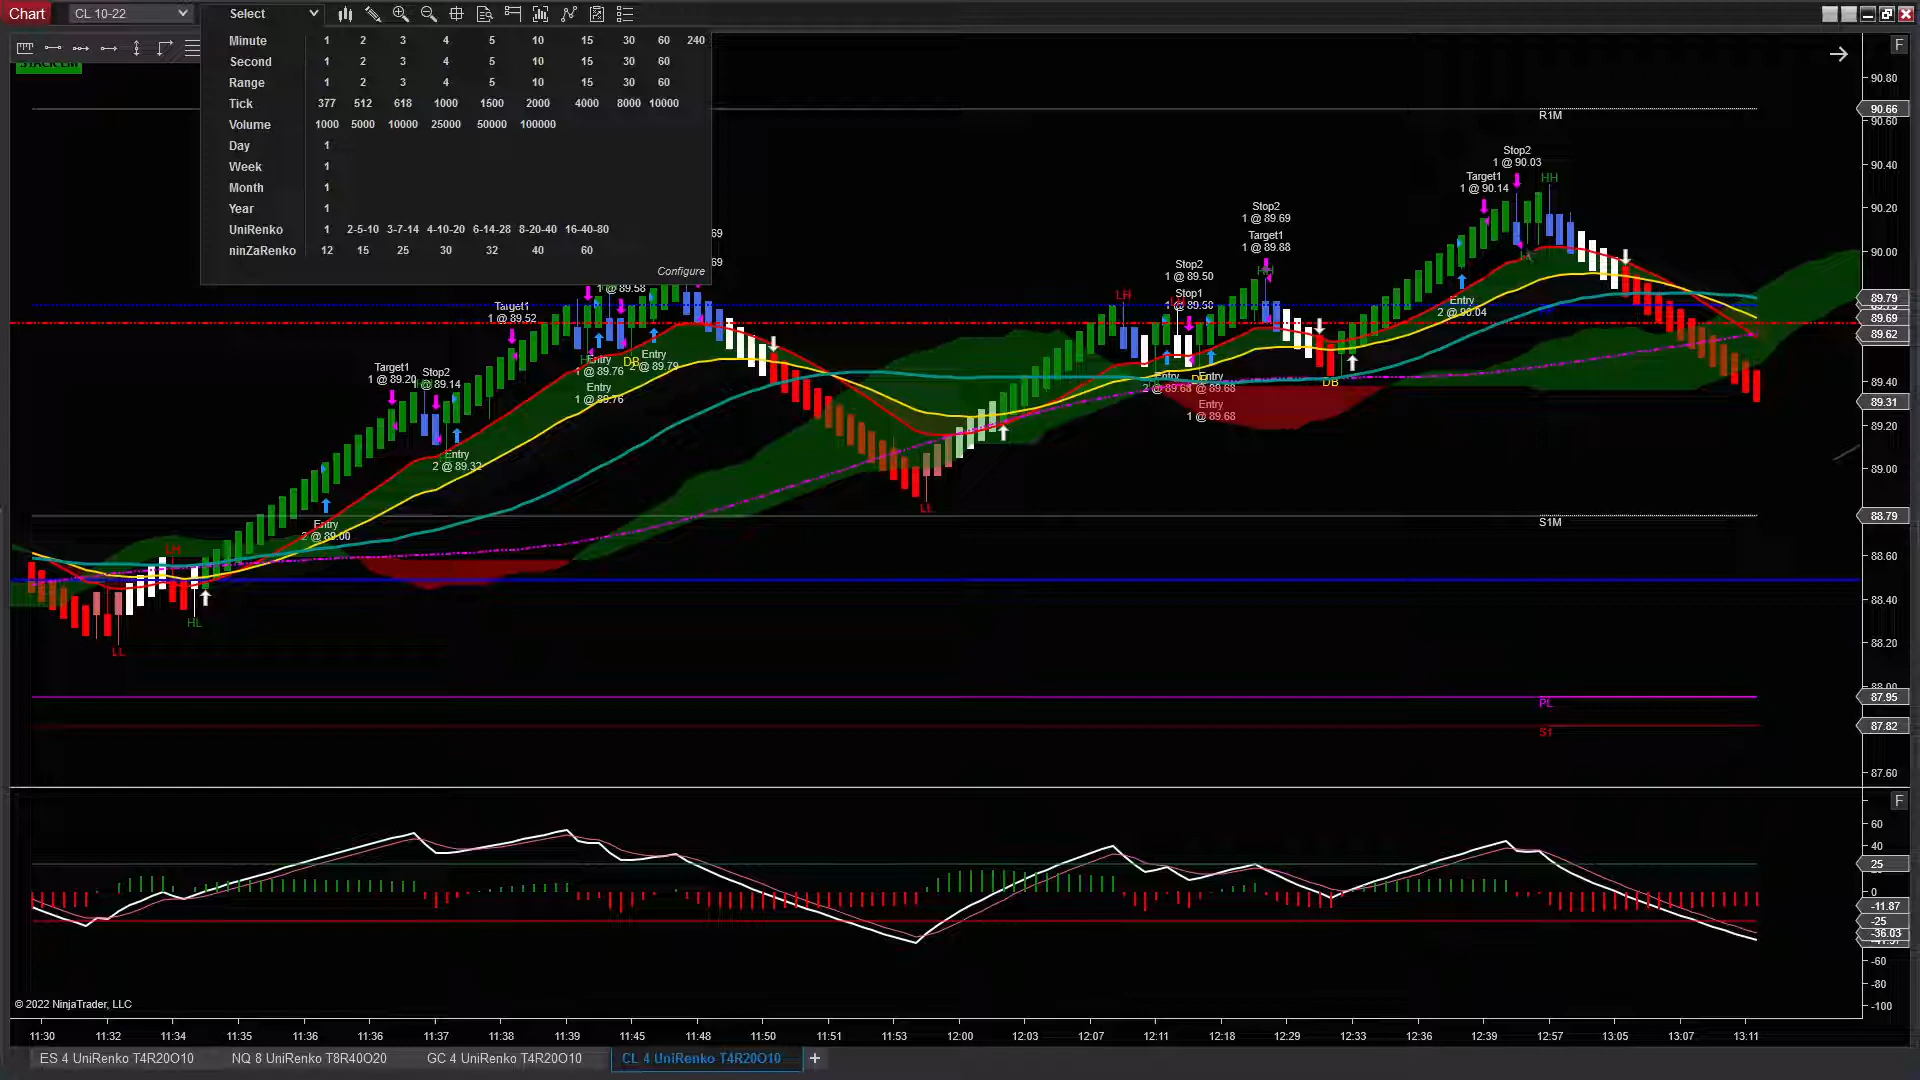 Chart CL 10-22 Select
Minute 1 2 3 4 5 10 15 30 60 240
Second 1 2 3 4 5 10 15 30 60
Range 1 2 3 4 5 10 15 30 60
Tick 377 512 618 1000 1500 2000 4000 8000 10000
Volume 1000 5000 10000 25000 50000 100000
Day 1
Week 1
Month 1
Year 1
UniRenko 1 2-5-10 3-7-14 4-10-20 6-14-28 8-20-40 16-40-80
ninZaRenko 12 15 25 30 32 40 60
Configure
F
90.80
90.66
90.60
90.40
90.20
90.00
89.79
89.69
89.62
89.40
89.31
89.20
89.00
88.79
88.60
88.40
88.20
88.00
87.95
87.82
87.60
R1M
Stop2
1 @ 90.03
Target1
1 @ 90.14
HH
Stop2
1 @ 89.69
Target1
1 @ 89.88
Stop2
1 @ 89.50
Stop1
LH
Entry
2 @ 90.04
1 @ 89.58
Target1
1 @ 89.52
Target1
1 @ 89.20
Stop2
1 @ 89.14
Entry
1 @ 89.76
Entry
1 @ 89.76
DB
Entry
2 @ 89.79
Entry
2 @ 89.68
Entry
1 @ 89.68
Entry
1 @ 89.68
DB
Entry
2 @ 89.32
Entry
2 @ 89.00
LL
S1M
LH
HL
LL
PL
S1
F
60
40
25
0
-11.87
-25
-36.03
-60
-80
-100
© 2022 NinjaTrader, LLC
11:30 11:32 11:34 11:35 11:36 11:36 11:37 11:38 11:39 11:45 11:48 11:50 11:51 11:53 12:00 12:03 12:07 12:11 12:18 12:29 12:33 12:36 12:39 12:57 13:05 13:07 13:11
ES 4 UniRenko T4R20O10 NQ 8 UniRenko T8R40O20 GC 4 UniRenko T4R20O10 CL 4 UniRenko T4R20O10 +